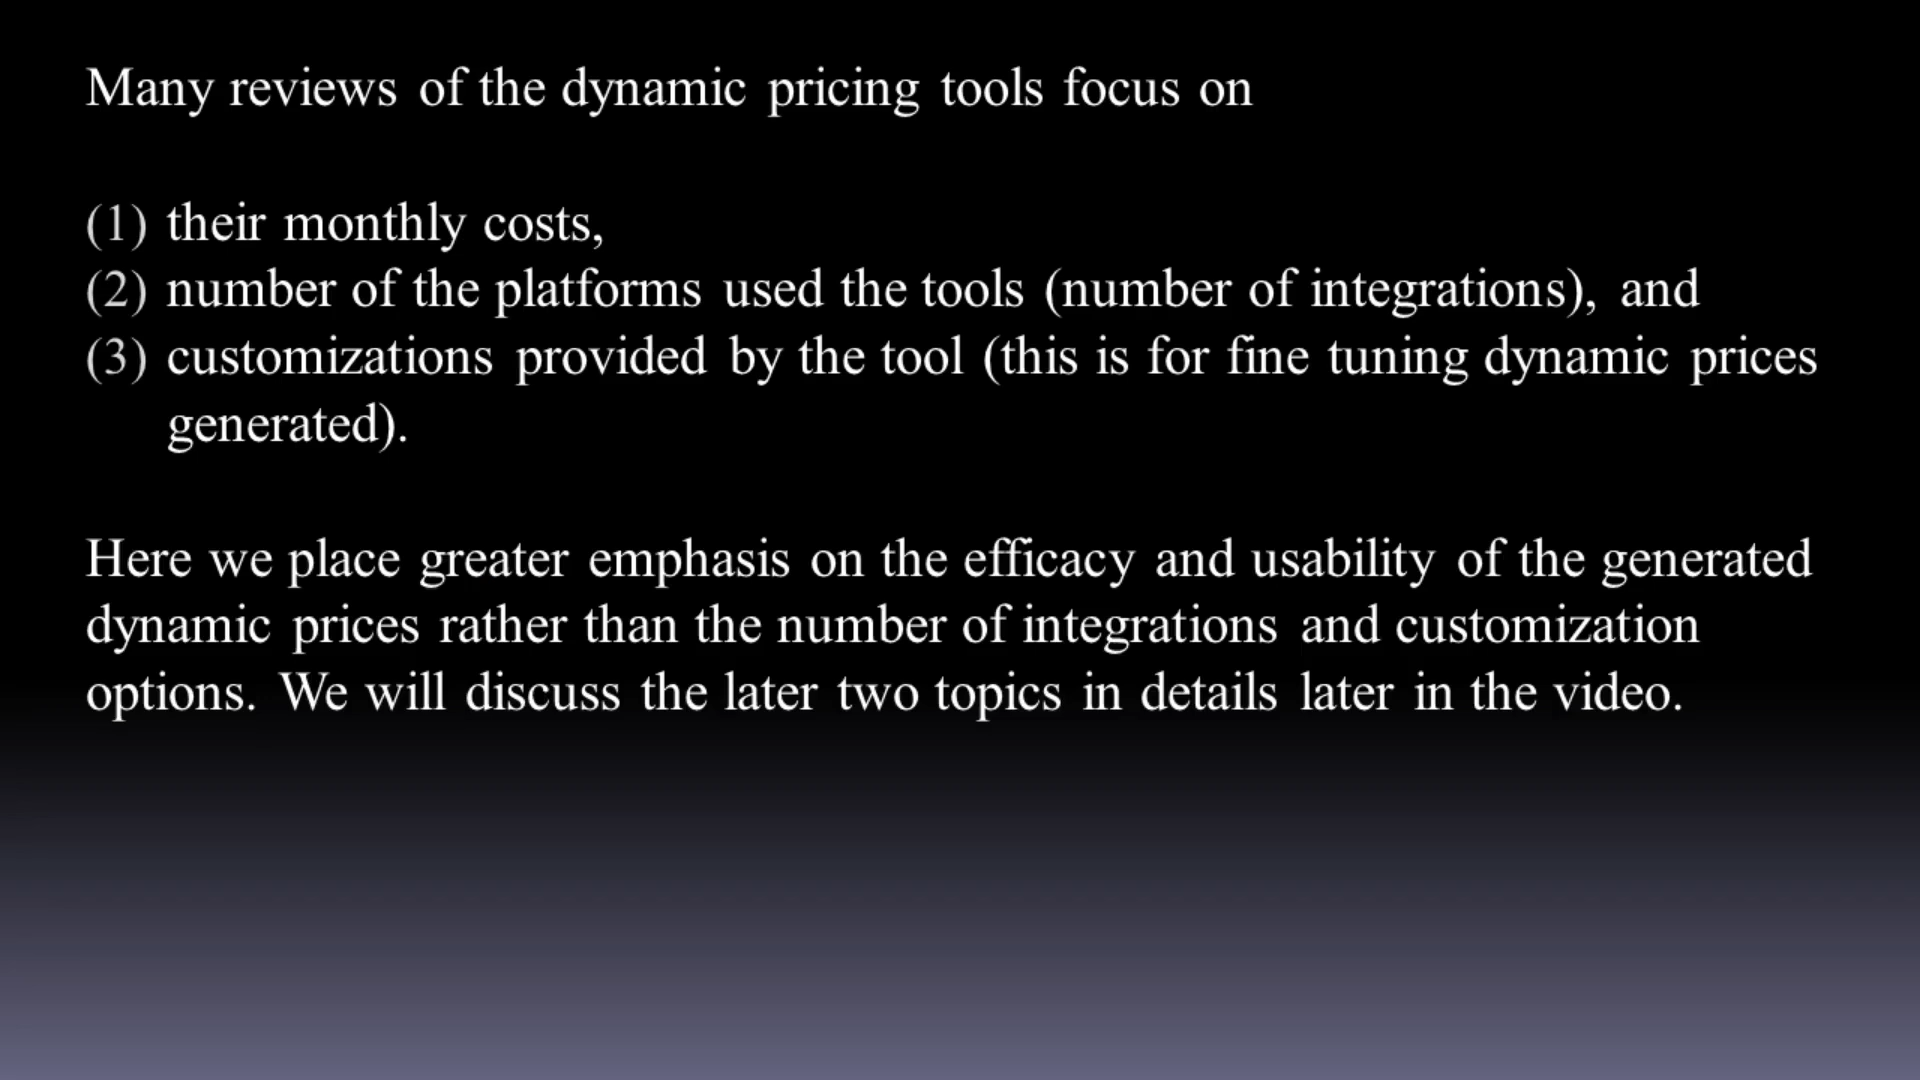 Many reviews of the dynamic pricing tools focus on
(1) their monthly costs,
(2) number of the platforms used the tools (number of integrations), and
(3) customizations provided by the tool (this is for fine tuning dynamic prices
generated).
Here we place greater emphasis on the efficacy and usability of the generated
dynamic prices rather than the number of integrations and customization
options. We will discuss the later two topics in details later in the video.